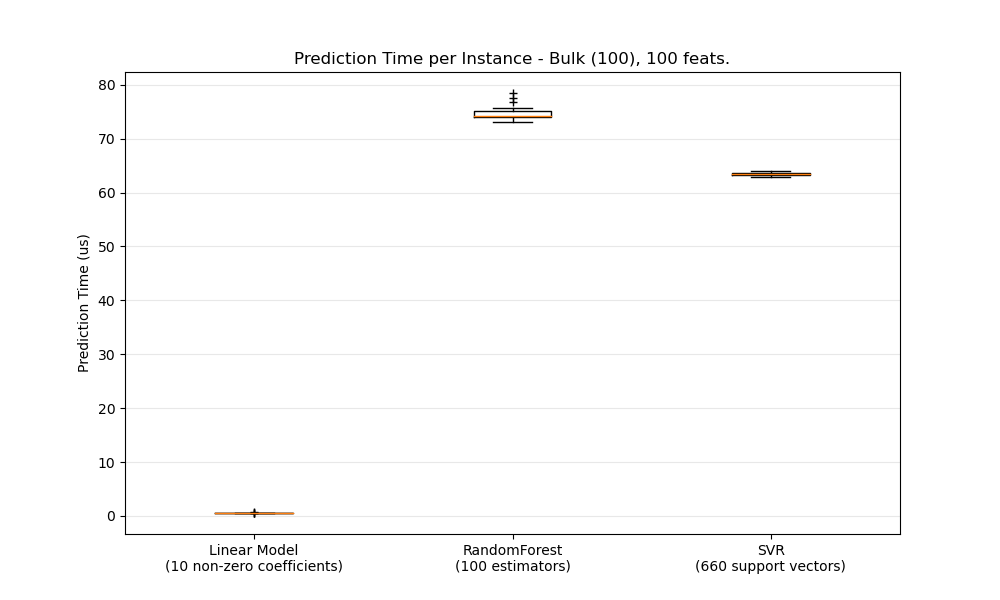 Prediction Time per Instance - Bulk (100), 100 feats.
Prediction Time (us)
80
70
60
50
40
30
20
10
0
Linear Model
(10 non-zero coefficients)
RandomForest
(100 estimators)
SVR
(660 support vectors)